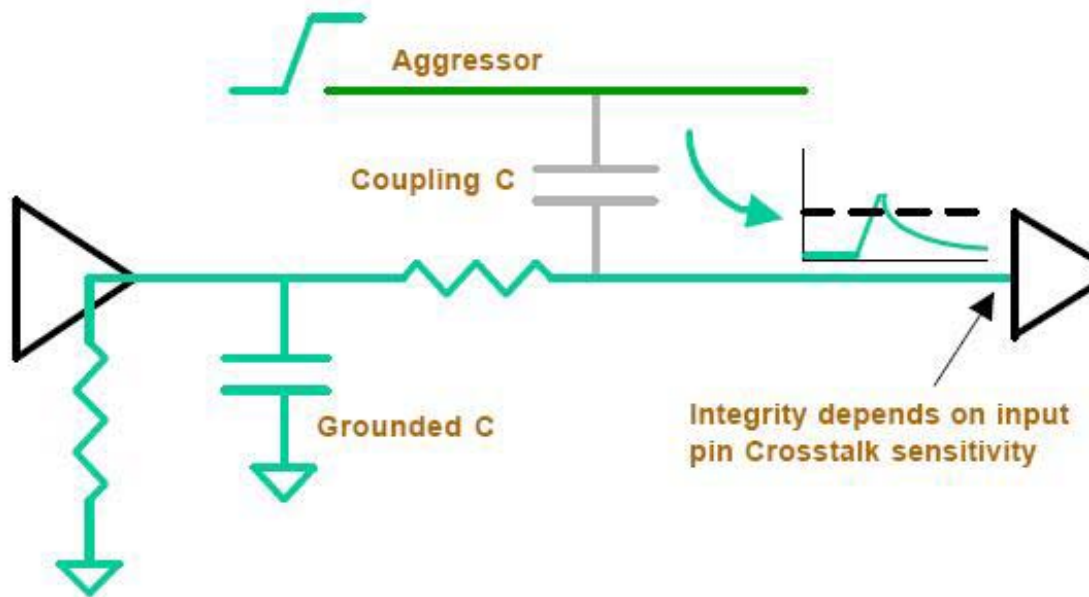 Aggressor
Coupling C
Grounded C
Integrity depends on input
pin Crosstalk sensitivity